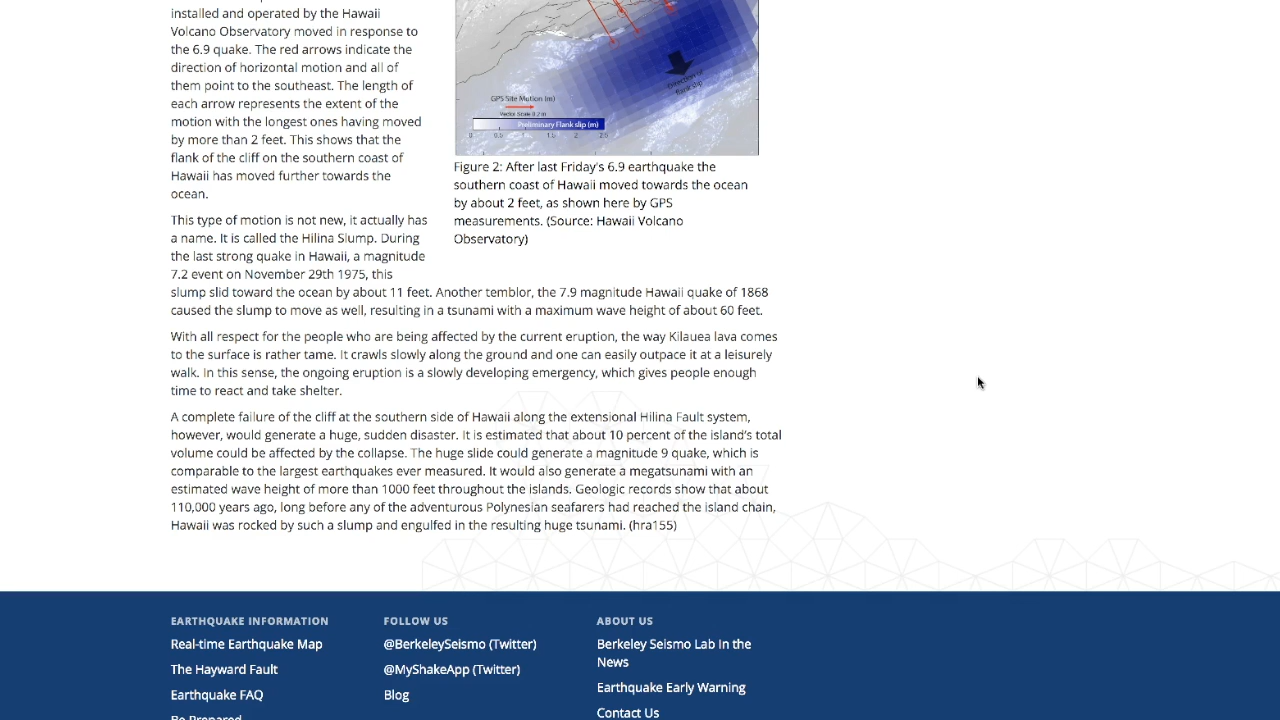 installed and operated by the Hawaii
Volcano Observatory moved in response to
the 6.9 quake. The red arrows indicate the
direction of horizontal motion and all of
them point to the southeast. The length of
each arrow represents the extent of the
motion with the longest ones having moved
by more than 2 feet. This shows that the
flank of the cliff on the southern coast of
Hawaii has moved further towards the
ocean.
Direction of
flank slip
GPS Site Motion (m)
Vector Scale 0.2 m
Preliminary Flank slip (m)
0. 0.5 1. 1.5 2. 2.5
Figure 2: After last Friday's 6.9 earthquake the
southern coast of Hawaii moved towards the ocean
by about 2 feet, as shown here by GPS
measurements. (Source: Hawaii Volcano
Observatory)
This type of motion is not new, it actually has
a name. It is called the Hilina Slump. During
the last strong quake in Hawaii, a magnitude
7.2 event on November 29th 1975, this
slump slid toward the ocean by about 11 feet. Another temblor, the 7.9 magnitude Hawaii quake of 1868
caused the slump to move as well, resulting in a tsunami with a maximum wave height of about 60 feet.
With all respect for the people who are being affected by the current eruption, the way Kilauea lava comes
to the surface is rather tame. It crawls slowly along the ground and one can easily outpace it at a leisurely
walk. In this sense, the ongoing eruption is a slowly developing emergency, which gives people enough
time to react and take shelter.
A complete failure of the cliff at the southern side of Hawaii along the extensional Hilina Fault system,
however, would generate a huge, sudden disaster. It is estimated that about 10 percent of the island's total
volume could be affected by the collapse. The huge slide could generate a magnitude 9 quake, which is
comparable to the largest earthquakes ever measured. It would also generate a megatsunami with an
estimated wave height of more than 1000 feet throughout the islands. Geologic records show that about
110,000 years ago, long before any of the adventurous Polynesian seafarers had reached the island chain,
Hawaii was rocked by such a slump and engulfed in the resulting huge tsunami. (hra155)
EARTHQUAKE INFORMATION
Real-time Earthquake Map
The Hayward Fault
Earthquake FAQ
Be Prepared
FOLLOW US
@BerkeleySeismo (Twitter)
@MyShakeApp (Twitter)
Blog
ABOUT US
Berkeley Seismo Lab In the
News
Earthquake Early Warning
Contact Us